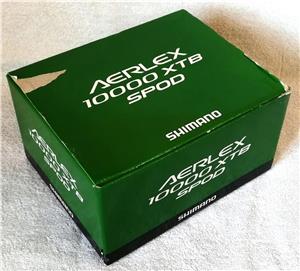 AERLEX
10000 XTB
SPOD
SHIMANO
AERLEX
10000 XTB
SPOD
SHIMANO